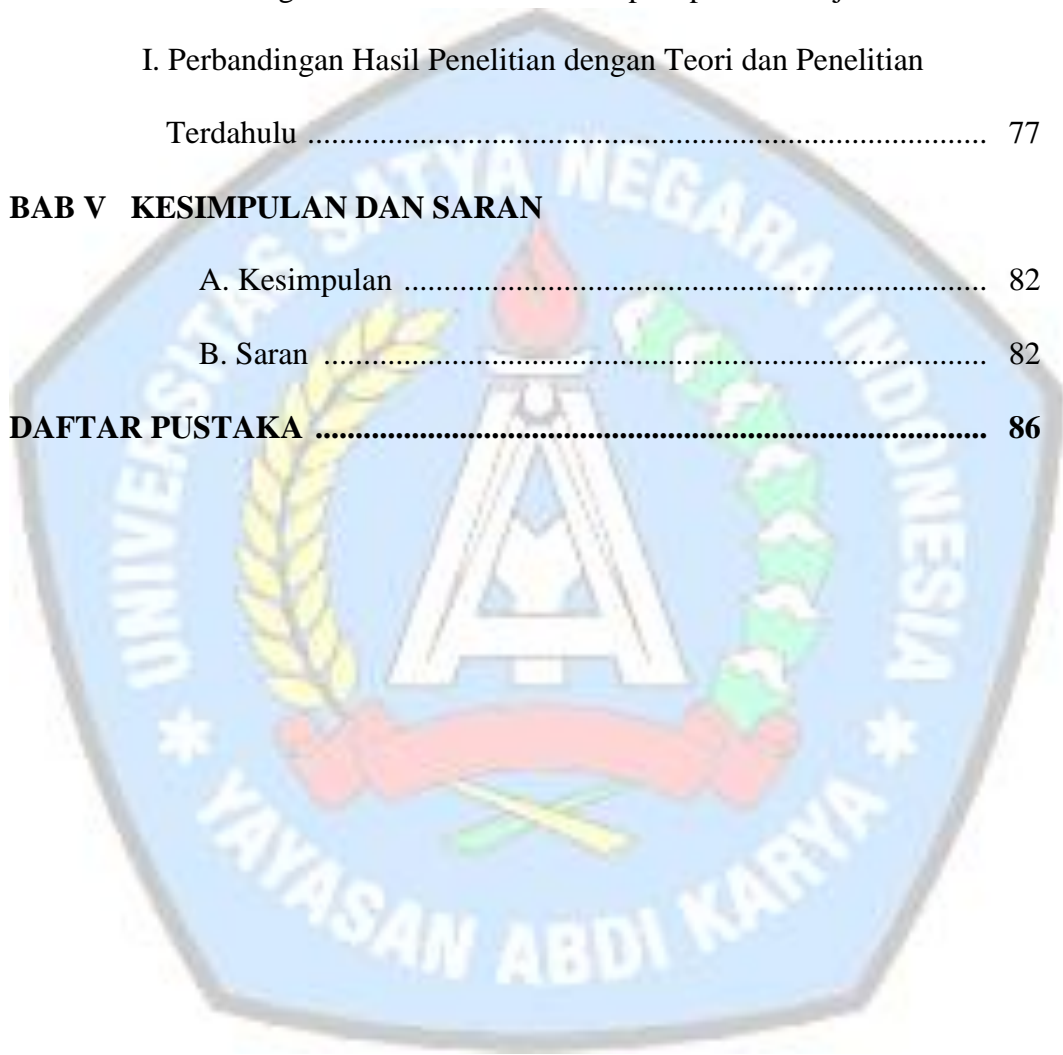 I. Perbandingan Hasil Penelitian dengan Teori dan Penelitian
Terdahulu ........................................................................ 77
BAB V KESIMPULAN DAN SARAN
A. Kesimpulan ............................................................. 82
B. Saran ...................................................................... 82
DAFTAR PUSTAKA ....................................................................... 86
UNIVERSITAS SATYA NEGARA INDONESIA
* YAYASAN ABDI KARYA *